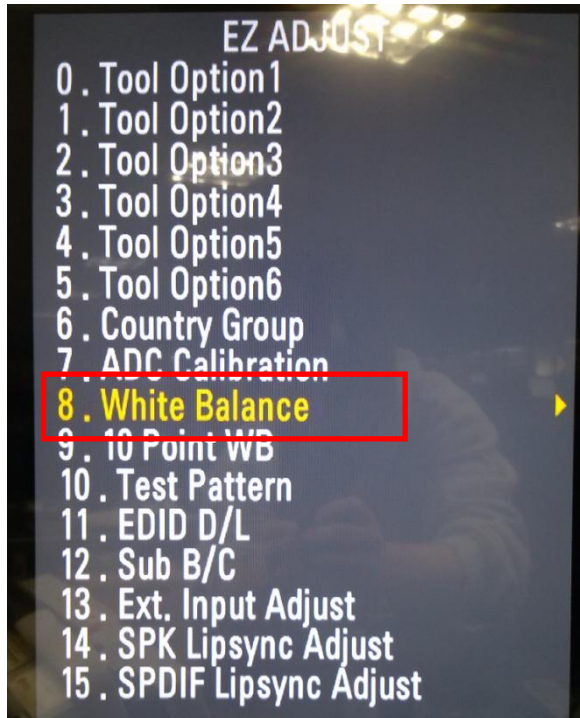 EZ ADJUST
0 . Tool Option1
1 . Tool Option2
2 . Tool Option3
3 . Tool Option4
4 . Tool Option5
5 . Tool Option6
6 . Country Group
7 . ADC Calibration
8 . White Balance
9 . 10 Point WB
10 . Test Pattern
11 . EDID D/L
12 . Sub B/C
13 . Ext. Input Adjust
14 . SPK Lipsync Adjust
15 . SPDIF Lipsync Adjust